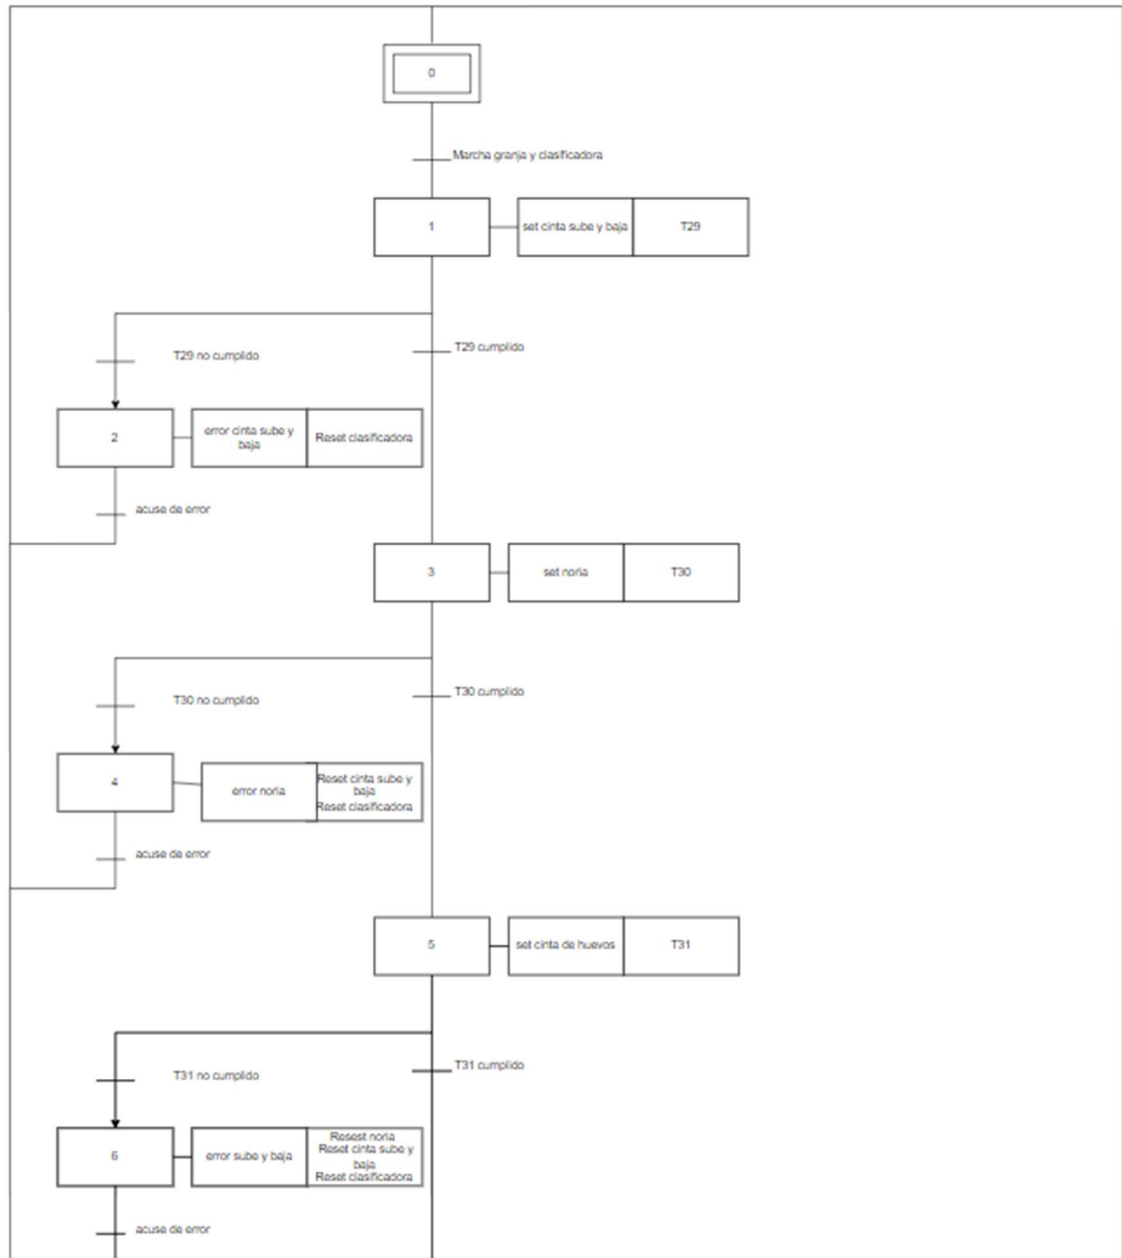 0
Marcha granja y clasificadora
1
set cinta sube y baja
T29
T29 no cumplido
T29 cumplido
2
error cinta sube y
baja
Reset clasificadora
acuse de error
3
set noria
T30
T30 no cumplido
T30 cumplido
4
error noria
Reset cinta sube y
baja
Reset clasificadora
acuse de error
5
set cinta de huevos
T31
T31 no cumplido
T31 cumplido
6
error sube y baja
Resest noria
Reset cinta sube y
baja
Reset clasificadora
acuse de error